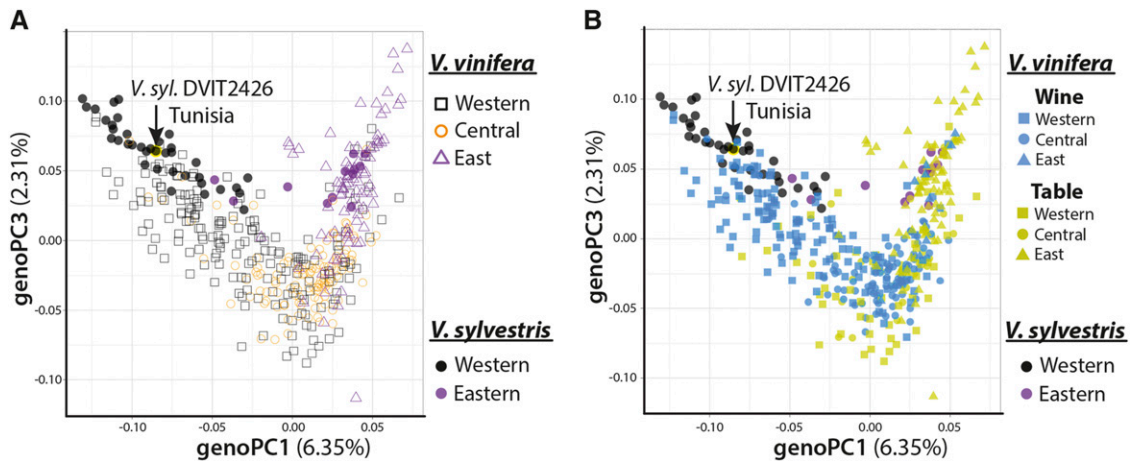 A
V. syl. DVIT2426
Tunisia
genoPC3 (2.31%)
0.10
0.05
0.00
-0.05
-0.10
-0.10
-0.05
0.00
0.05
genoPC1 (6.35%)
V. vinifera
Western
Central
East
V. sylvestris
Western
Eastern
B
V. syl. DVIT2426
Tunisia
genoPC3 (2.31%)
0.10
0.05
0.00
-0.05
-0.10
-0.10
-0.05
0.00
0.05
genoPC1 (6.35%)
V. vinifera
Wine
Western
Central
East
Table
Western
Central
East
V. sylvestris
Western
Eastern